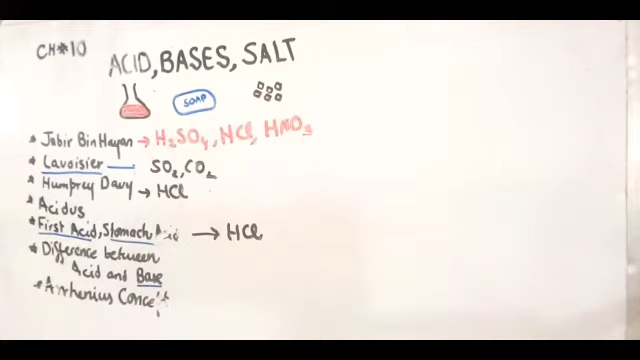 CH*10
ACID, BASES, SALT
SOAP
* Jabir Bin Hayan → H₂SO₄, HCl, HNO₃
* Lavoisier — SO₂, CO₂
* Humprey Davy → HCl
* Acidus
* First Acid, Stomach Acid → HCl
* Difference between
Acid and Base
* Arrhenius